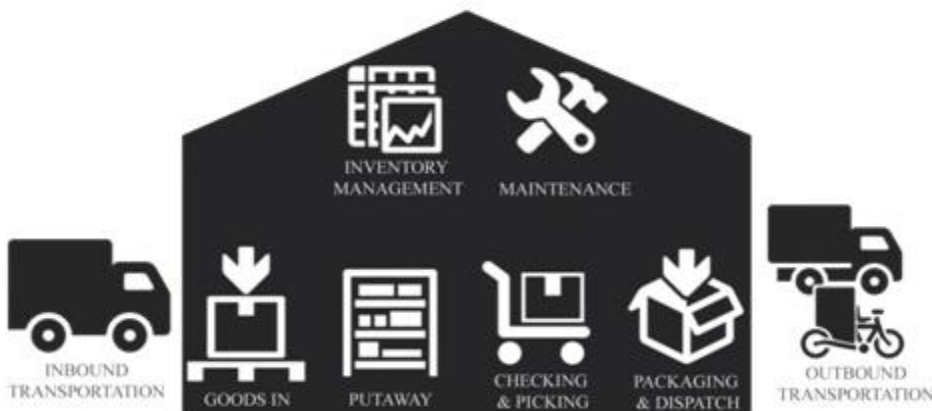 INVENTORY
MANAGEMENT
MAINTENANCE
INBOUND
TRANSPORTATION
GOODS IN
PUTAWAY
CHECKING
& PICKING
PACKAGING
& DISPATCH
OUTBOUND
TRANSPORTATION